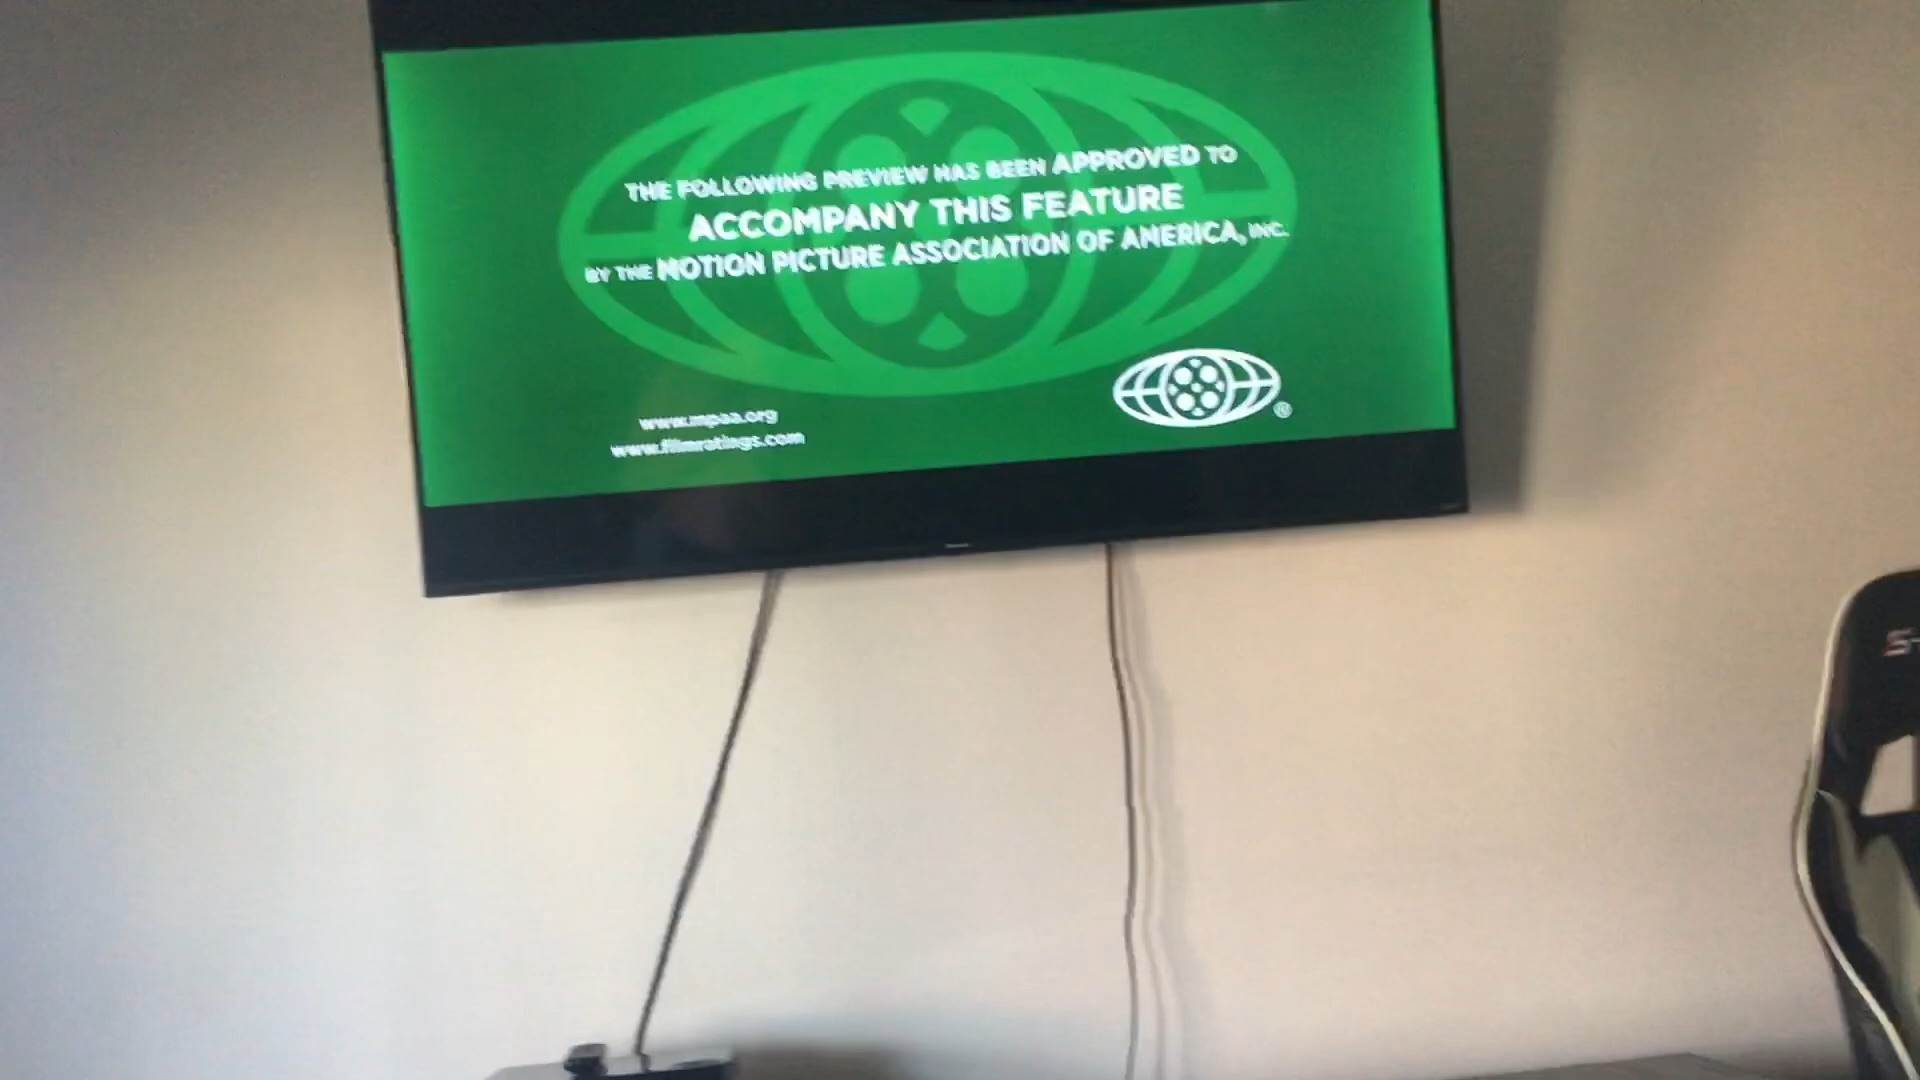 THE FOLLOWING PREVIEW HAS BEEN APPROVED TO
ACCOMPANY THIS FEATURE
BY THE MOTION PICTURE ASSOCIATION OF AMERICA, INC.
www.mpaa.org
www.filmratings.com
®